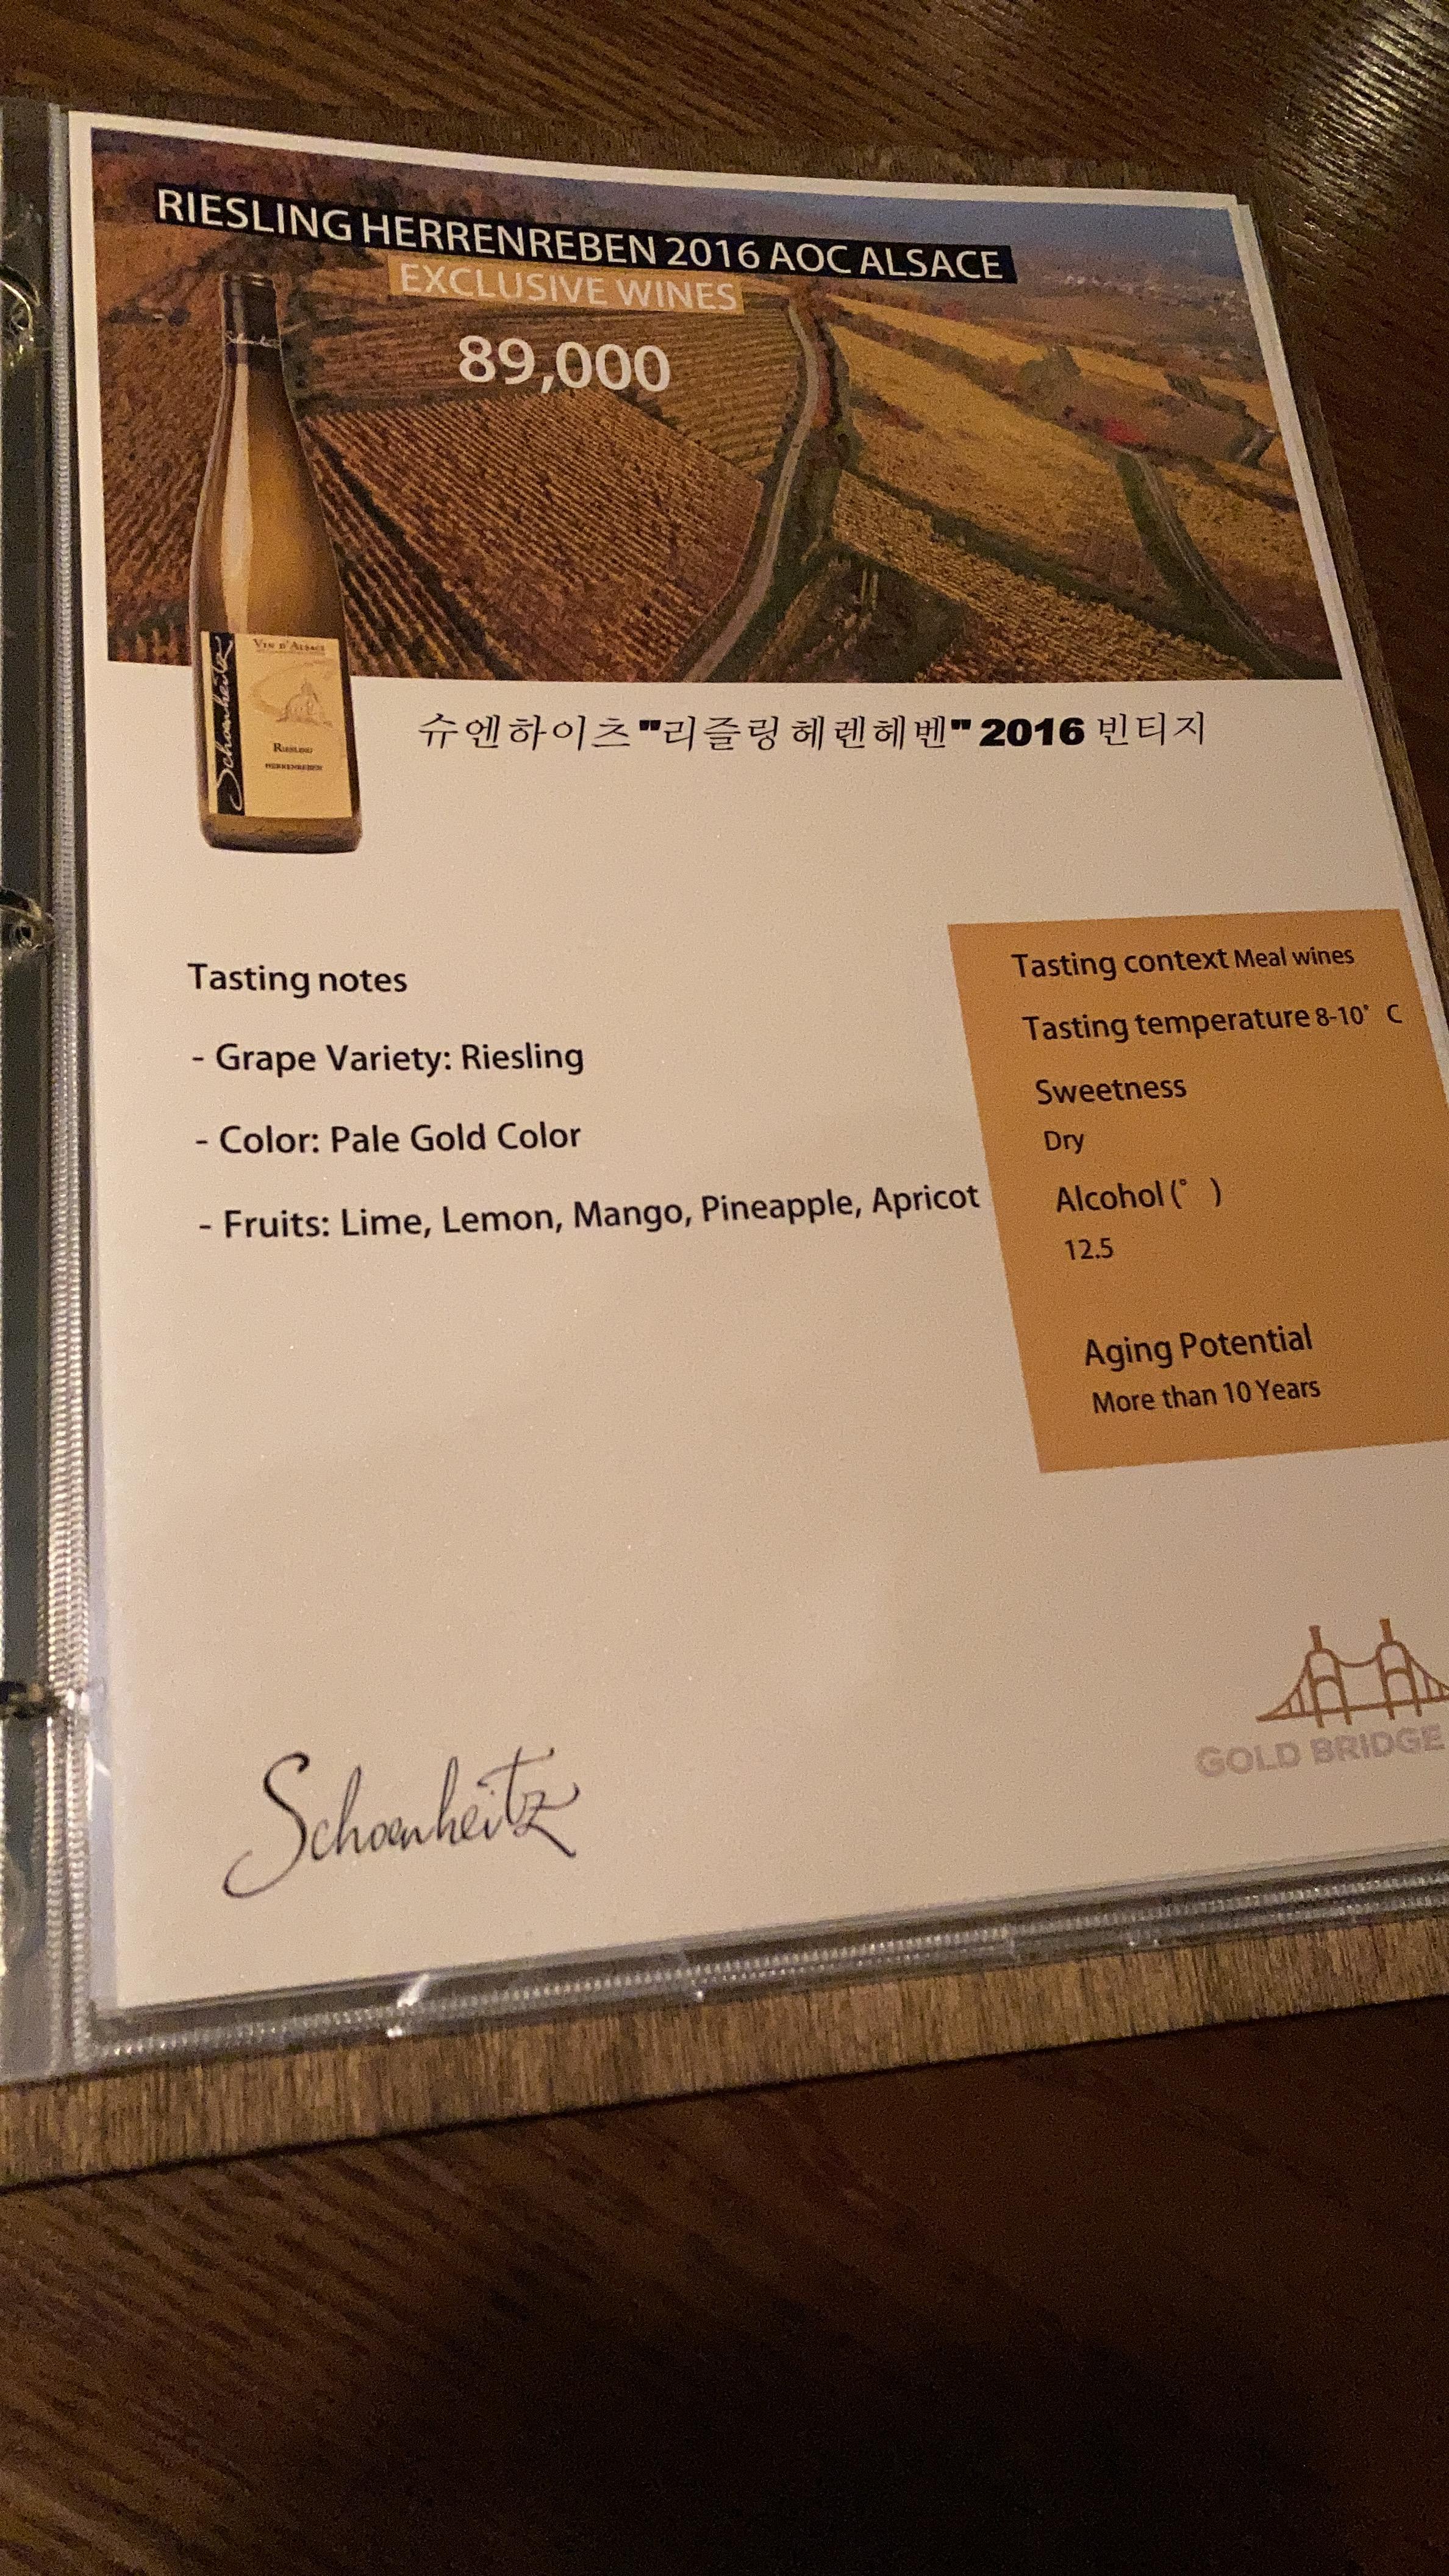 RIESLING HERRENREBEN 2016 AOC ALSACE
EXCLUSIVE WINES
89,000
Schoenheitz
VIN D'ALSACE
RIESLING
HERRENREBEN
슈엔하이츠 "리즐링 헤렌헤벤" 2016 빈티지
Tasting notes
- Grape Variety: Riesling
- Color: Pale Gold Color
- Fruits: Lime, Lemon, Mango, Pineapple, Apricot
Tasting context Meal wines
Tasting temperature 8-10° C
Sweetness
Dry
Alcohol (° )
12.5
Aging Potential
More than 10 Years
Schoenheitz
GOLD BRIDGE